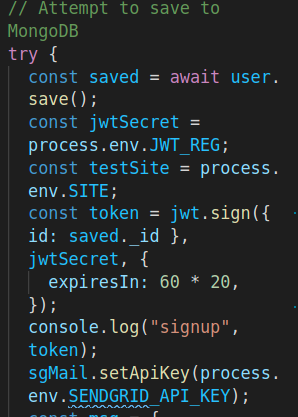 // Attempt to save to
MongoDB
try {
const saved = await user.
save();
const jwtSecret =
process.env.JWT_REG;
const testSite = process.
env.SITE;
const token = jwt.sign({
id: saved._id },
jwtSecret, {
expiresIn: 60 * 20,
});
console.log("signup",
token);
sgMail.setApiKey(process.
env.SENDGRID_API_KEY);
const msg = {